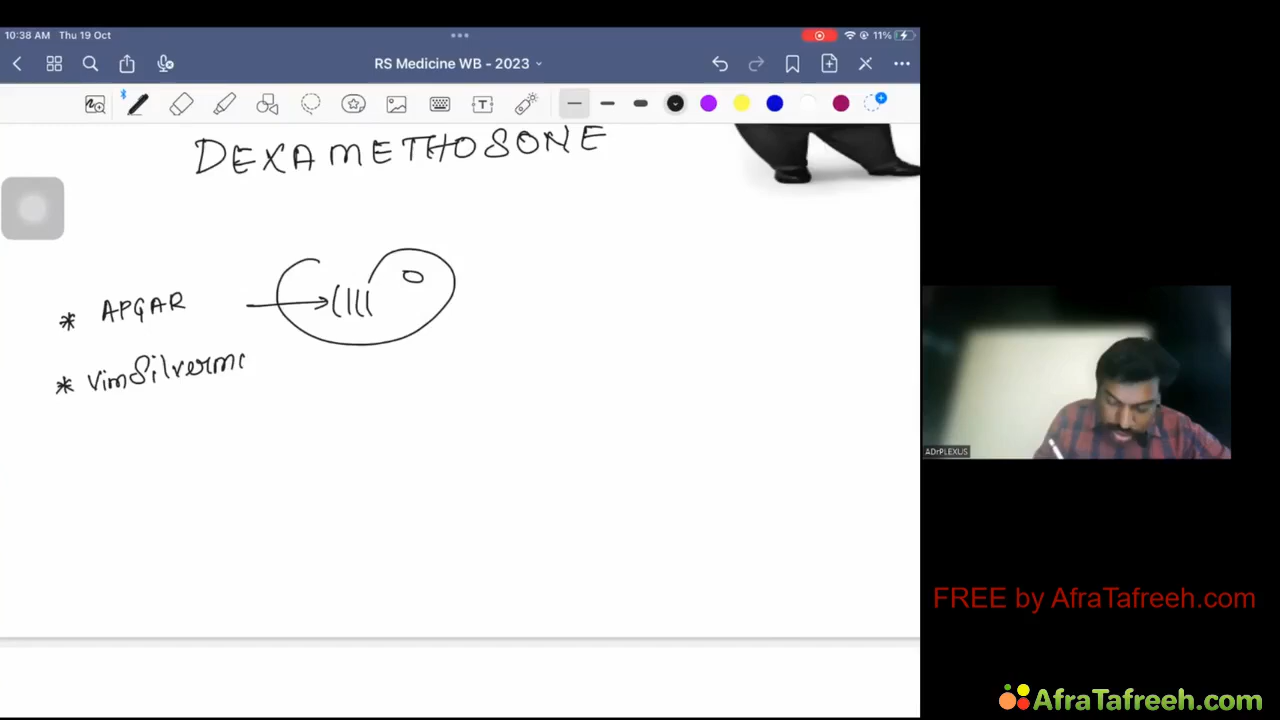 10:38 AM Thu 19 Oct
11%
RS Medicine WB - 2023
DEXAMETHOSONE
* APGAR
* VimSilverma
ADrPLEXUS
FREE by AfraTafreeh.com
AfraTafreeh.com